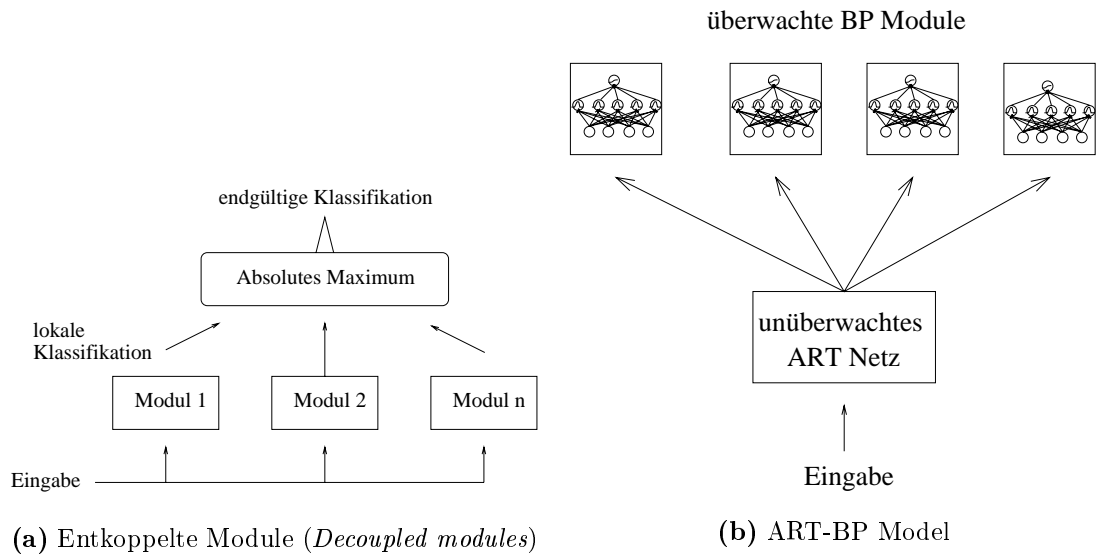 endgültige Klassifikation
Absolutes Maximum
lokale
Klassifikation
Modul 1
Modul 2
Modul n
Eingabe
(a) Entkoppelte Module (Decoupled modules)
überwachte BP Module
unüberwachtes
ART Netz
Eingabe
(b) ART-BP Model